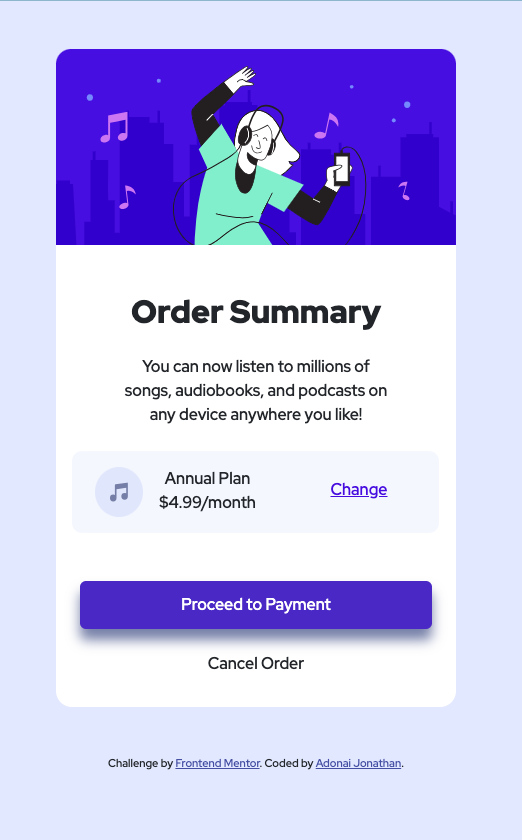 Order Summary
You can now listen to millions of
songs, audiobooks, and podcasts on
any device anywhere you like!
Annual Plan
$4.99/month
Change
Proceed to Payment
Cancel Order
Challenge by Frontend Mentor. Coded by Adonai Jonathan.